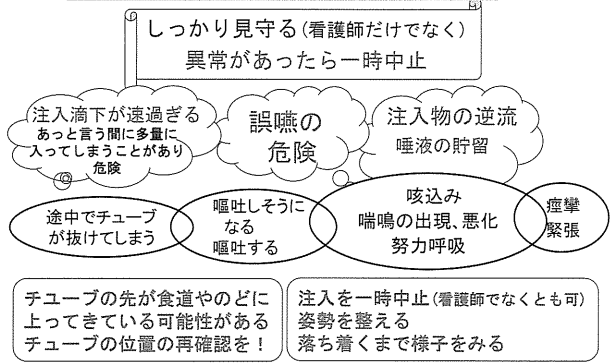 しっかり見守る(看護師だけでなく)
異常があったら一時中止
注入滴下が速過ぎる
あっと言う間に多量に
入ってしまうことがあり
危険
誤嚥の
危険
注入物の逆流
唾液の貯留
途中でチューブ
が抜けてしまう
嘔吐しそうに
なる
嘔吐する
咳込み
喘鳴の出現、悪化
努力呼吸
痙攣
緊張
チューブの先が食道やのどに
上ってきている可能性がある
チューブの位置の再確認を!
注入を一時中止(看護師でなくとも可)
姿勢を整える
落ち着くまで様子をみる